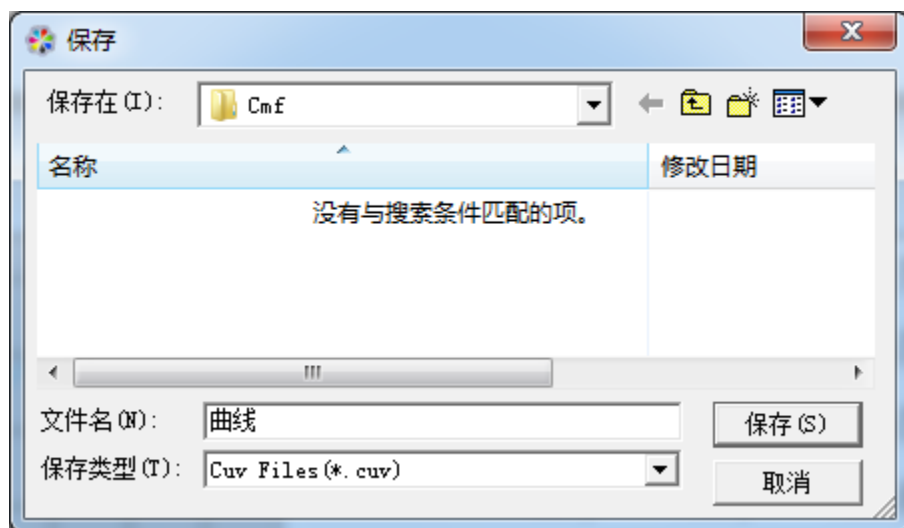 保存
保存在(I):
Cmf
名称
修改日期
没有与搜索条件匹配的项。
文件名(N):
曲线
保存(S)
保存类型(T):
Cuv Files(*.cuv)
取消